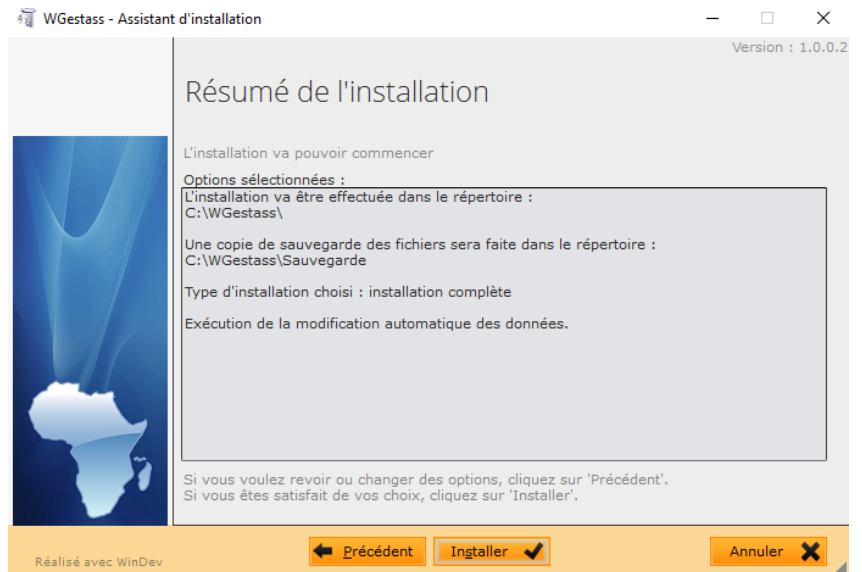 WGestass - Assistant d'installation
Version : 1.0.0.2
Résumé de l'installation
L'installation va pouvoir commencer
Options sélectionnées :
L'installation va être effectuée dans le répertoire :
C:\WGestass\
Une copie de sauvegarde des fichiers sera faite dans le répertoire :
C:\WGestass\Sauvegarde
Type d'installation choisi : installation complète
Exécution de la modification automatique des données.
Si vous voulez revoir ou changer des options, cliquez sur 'Précédent'.
Si vous êtes satisfait de vos choix, cliquez sur 'Installer'.
Réalisé avec WinDev
Précédent
Installer
Annuler